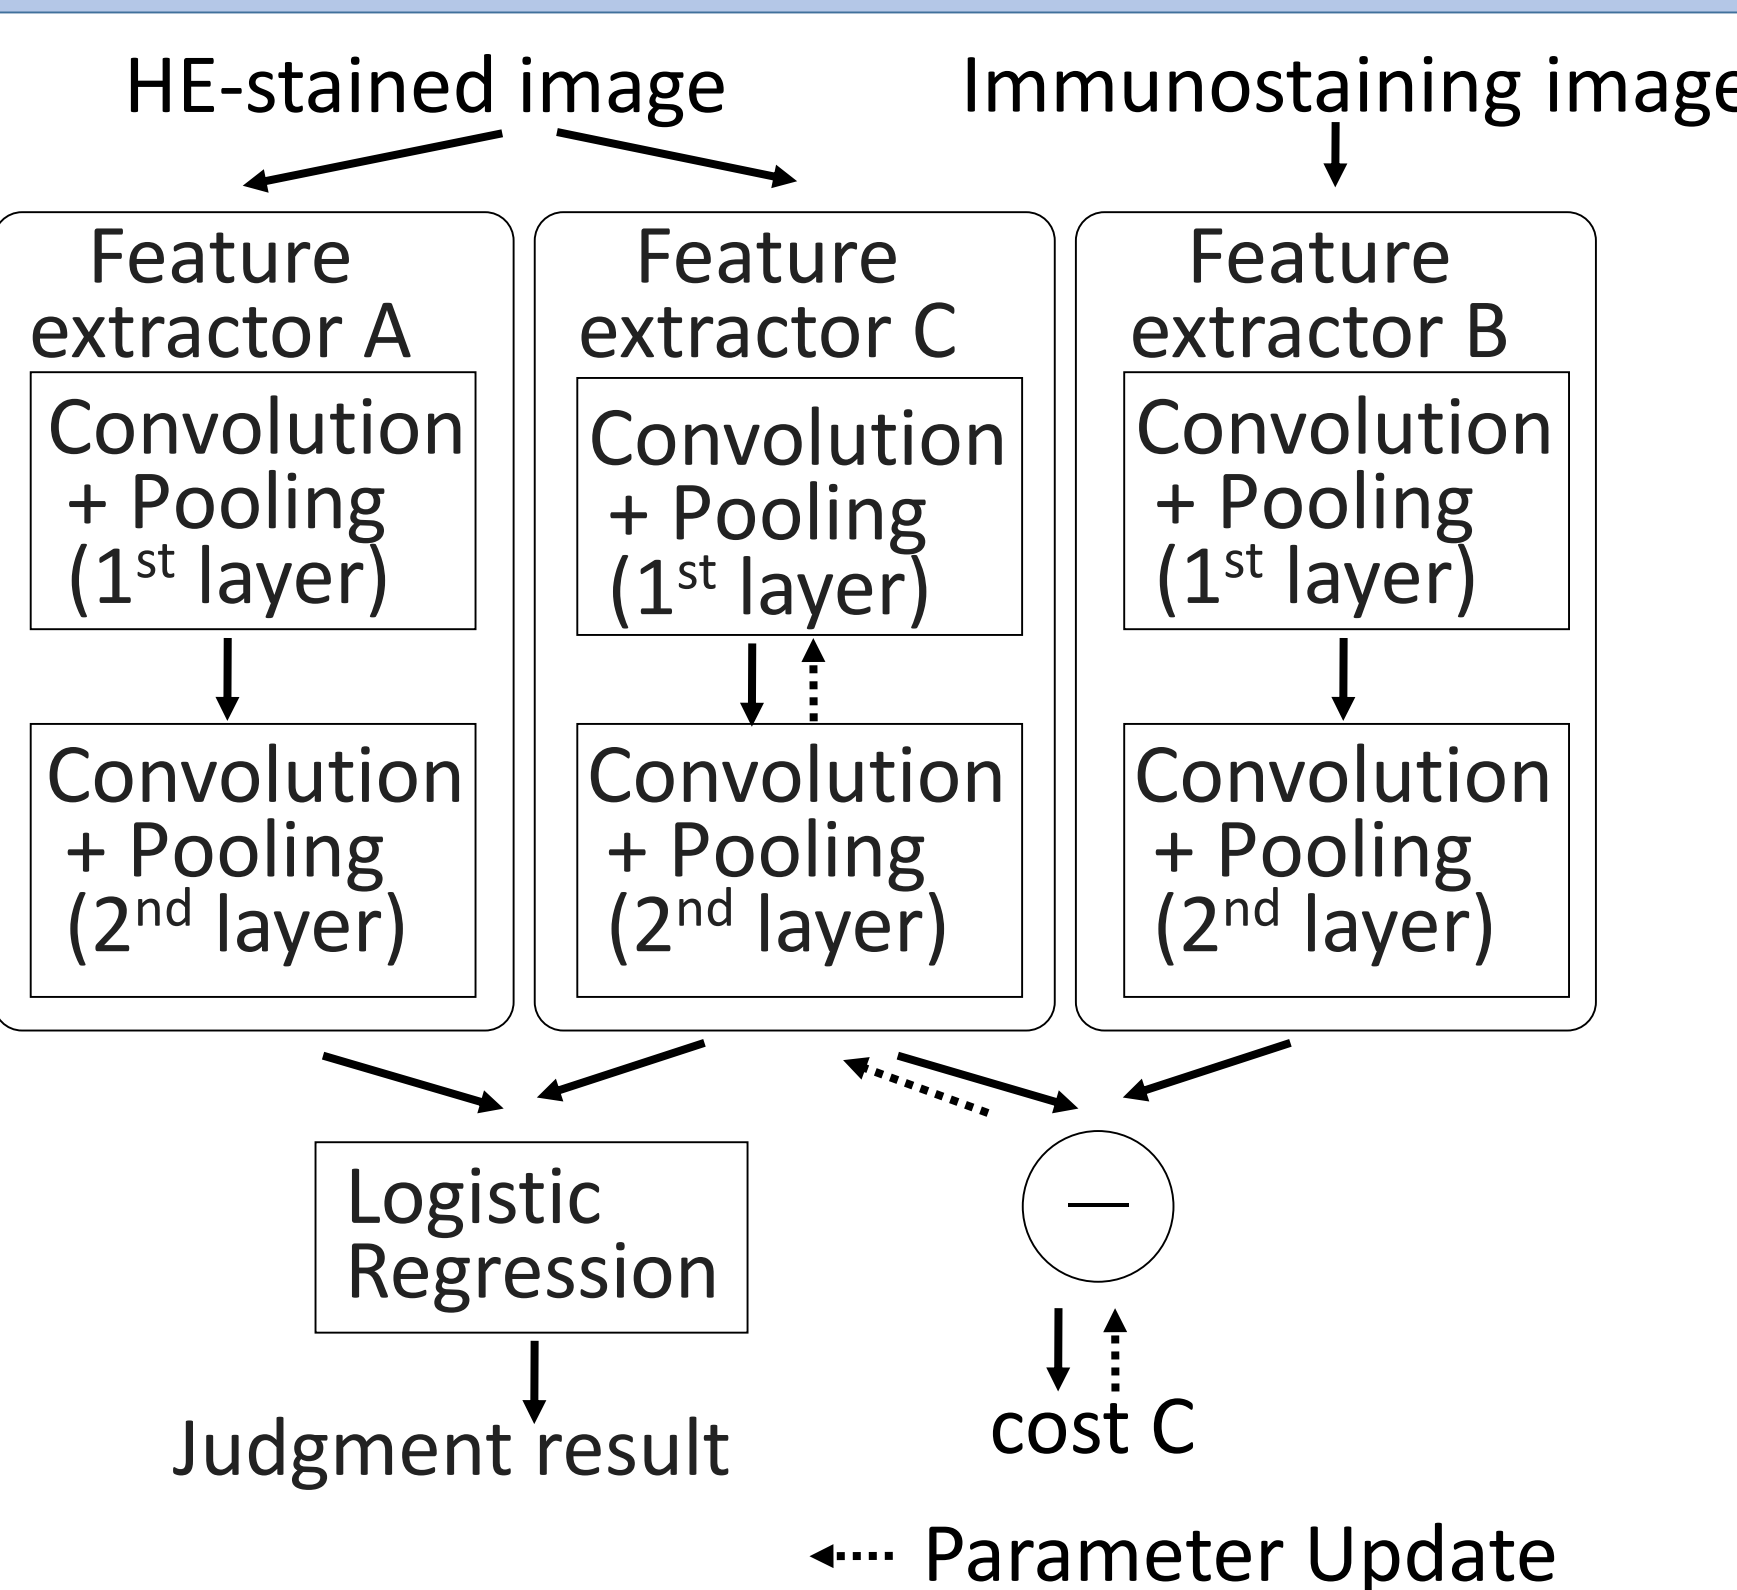 HE-stained image
Immunostaining image
Feature
extractor A
Convolution
+ Pooling
(1st layer)
Convolution
+ Pooling
(2nd layer)
Feature
extractor C
Convolution
+ Pooling
(1st layer)
Convolution
+ Pooling
(2nd layer)
Feature
extractor B
Convolution
+ Pooling
(1st layer)
Convolution
+ Pooling
(2nd layer)
Logistic
Regression
—
Judgment result
cost C
Parameter Update